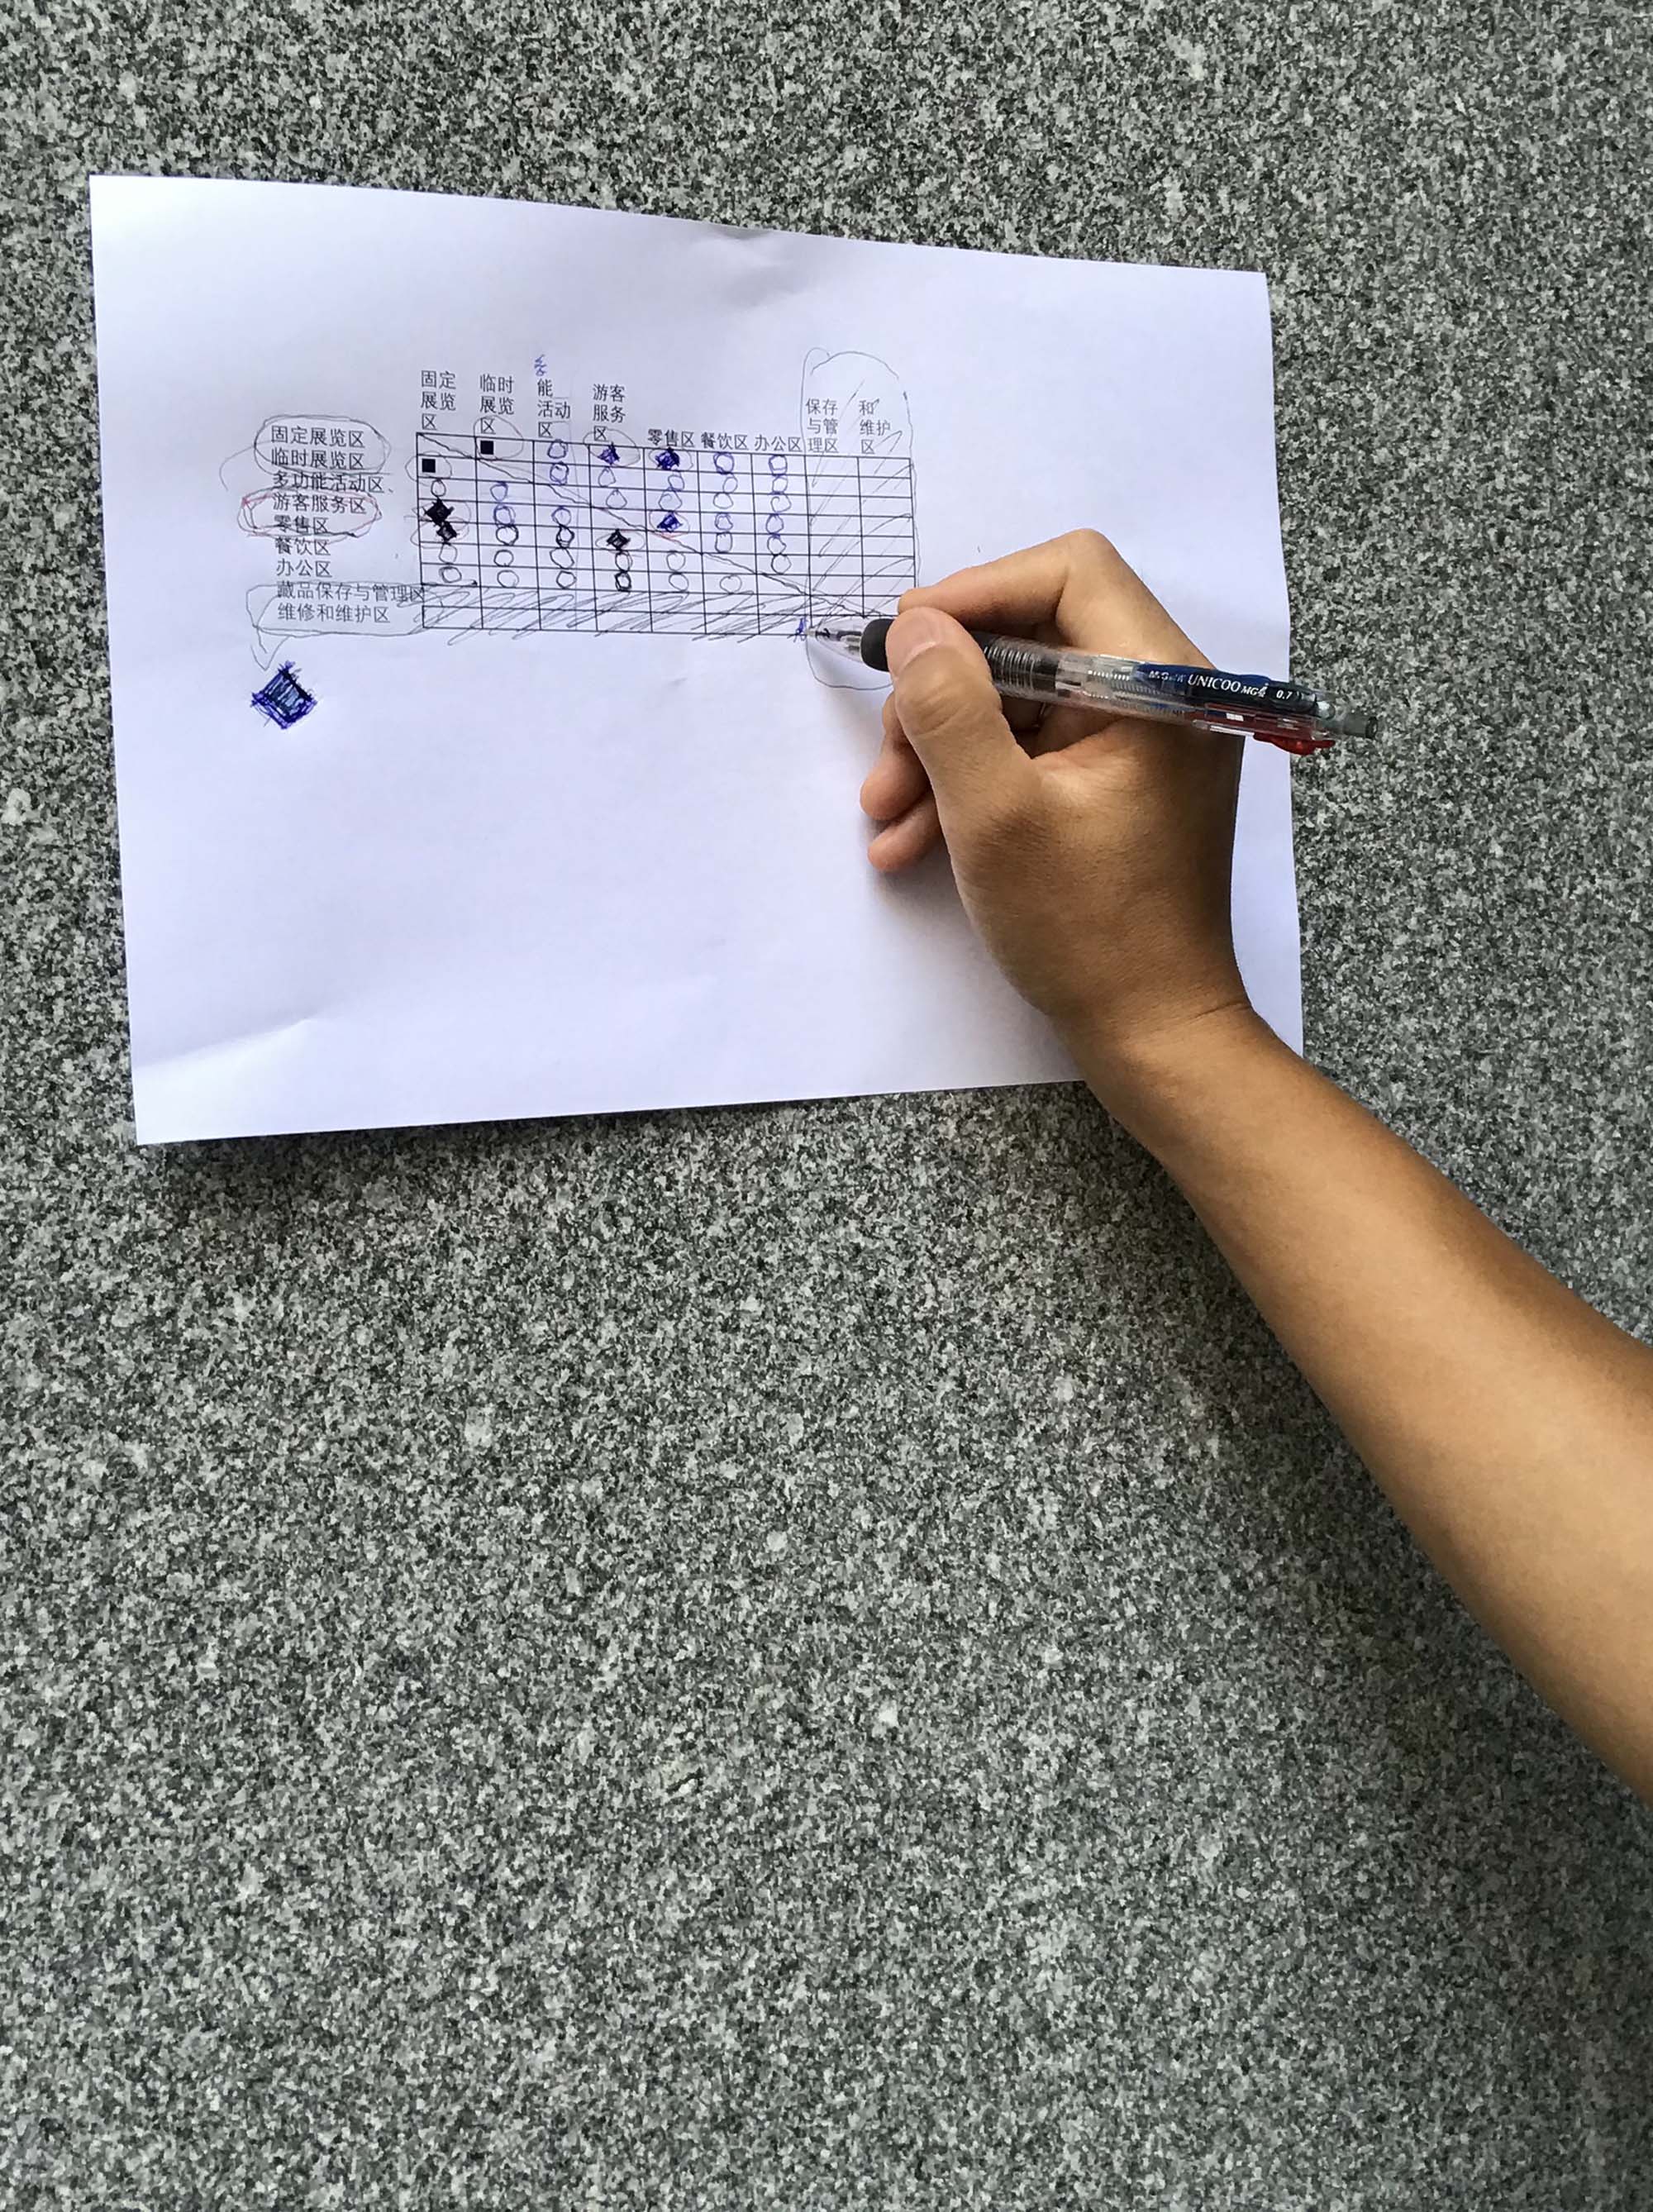 固定
展览
区
临时
展览
区
多
能
活动
区
游客
服务
区
零售区
餐饮区
办公区
保存
与管
理区
和
维护
区
固定展览区
临时展览区
多功能活动区
游客服务区
零售区
餐饮区
办公区
藏品保存与管理区
维修和维护区
M&G UNICOO MG 0.7